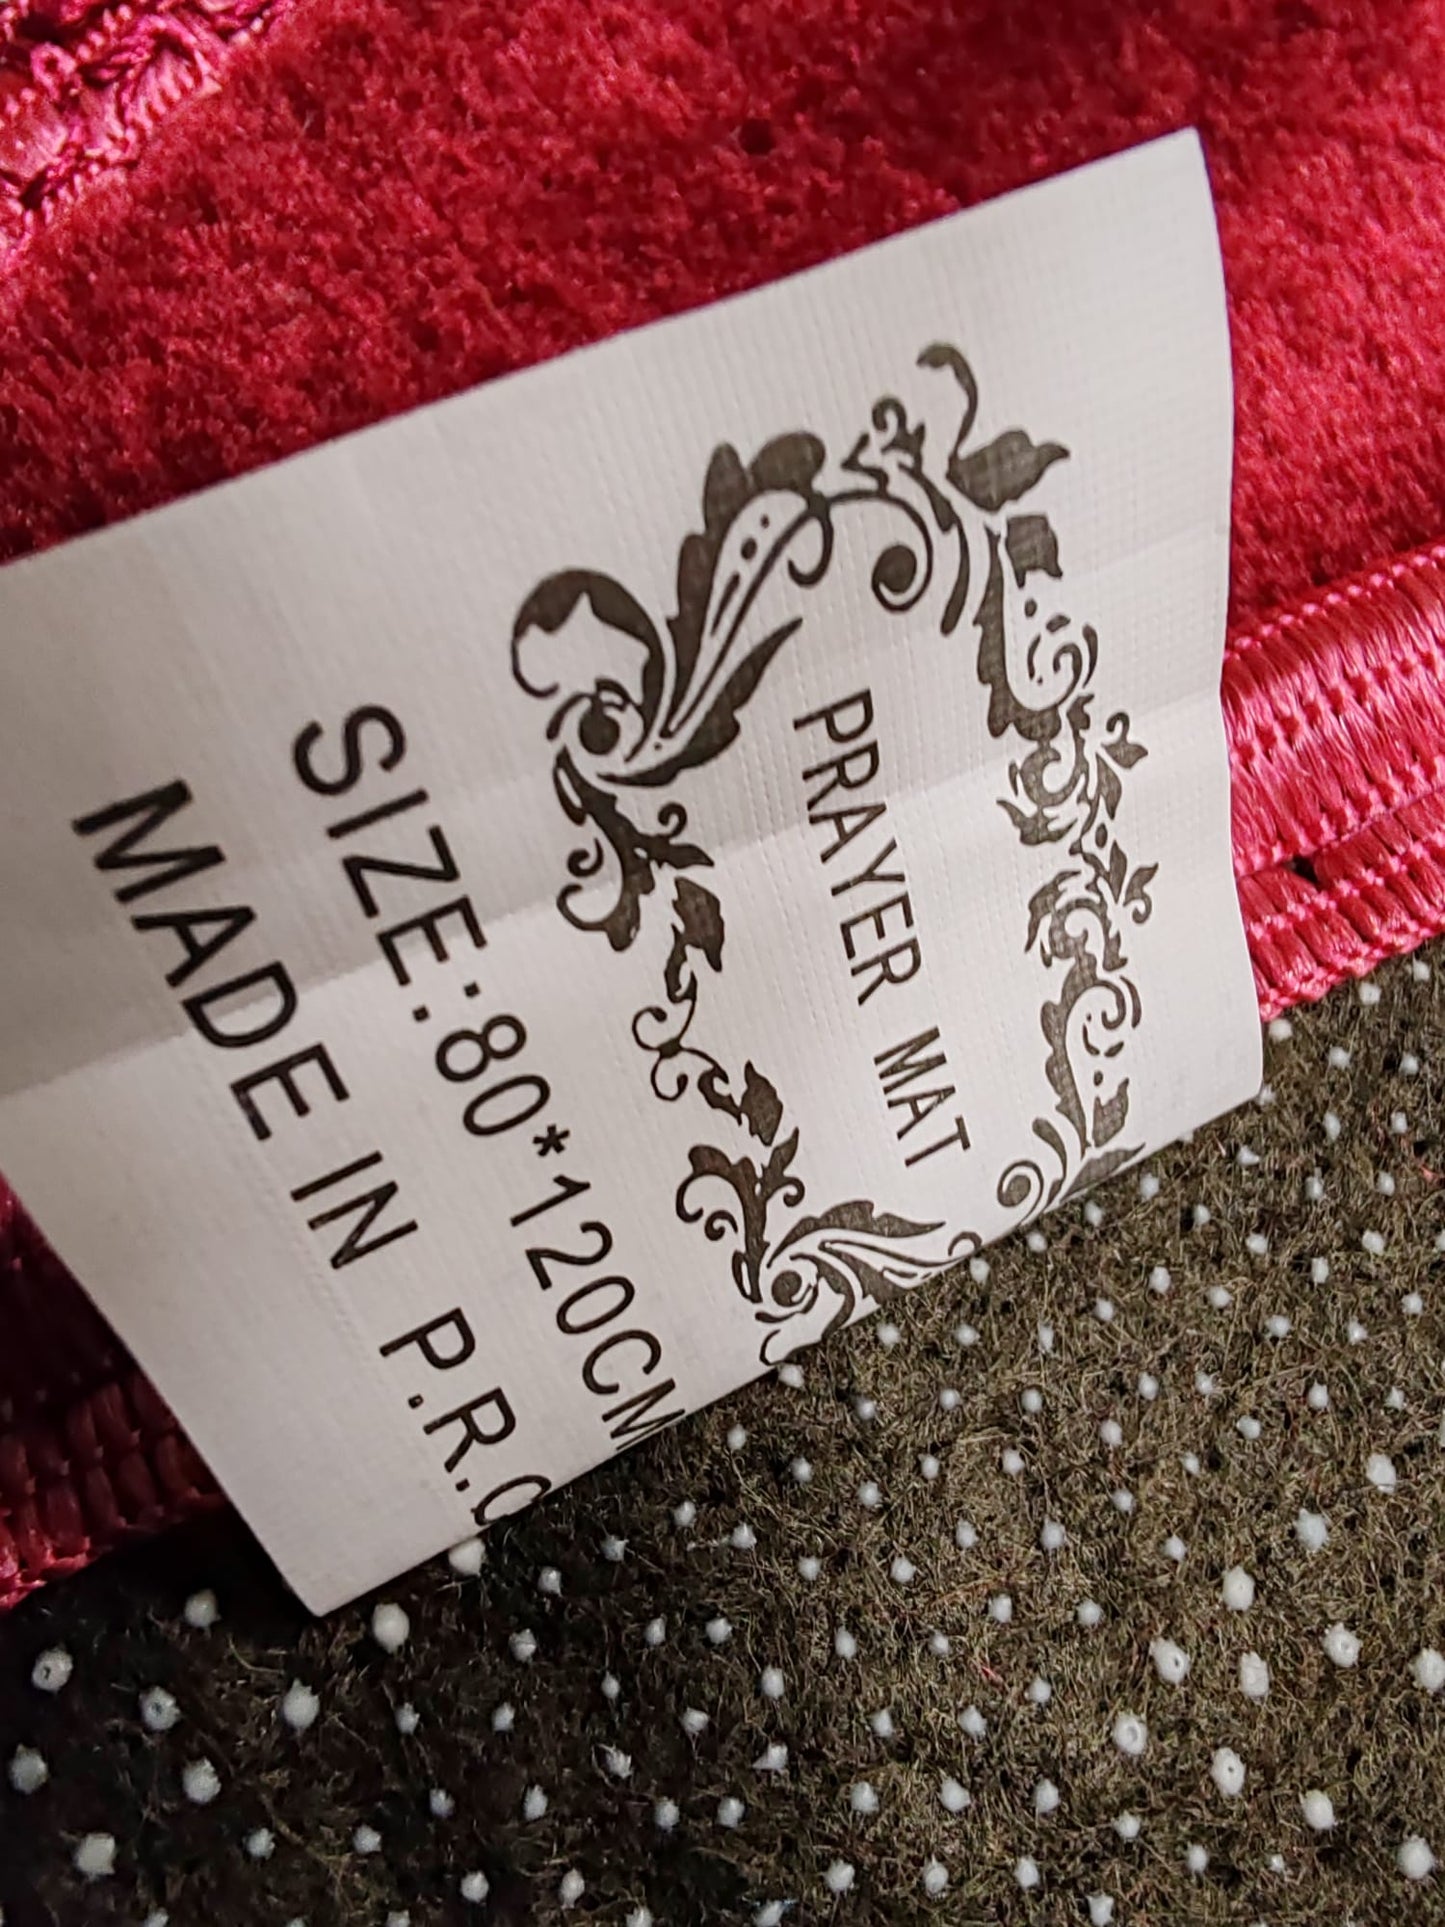 PRAYER MAT
SIZE:80*120CM
MADE IN P.R.C